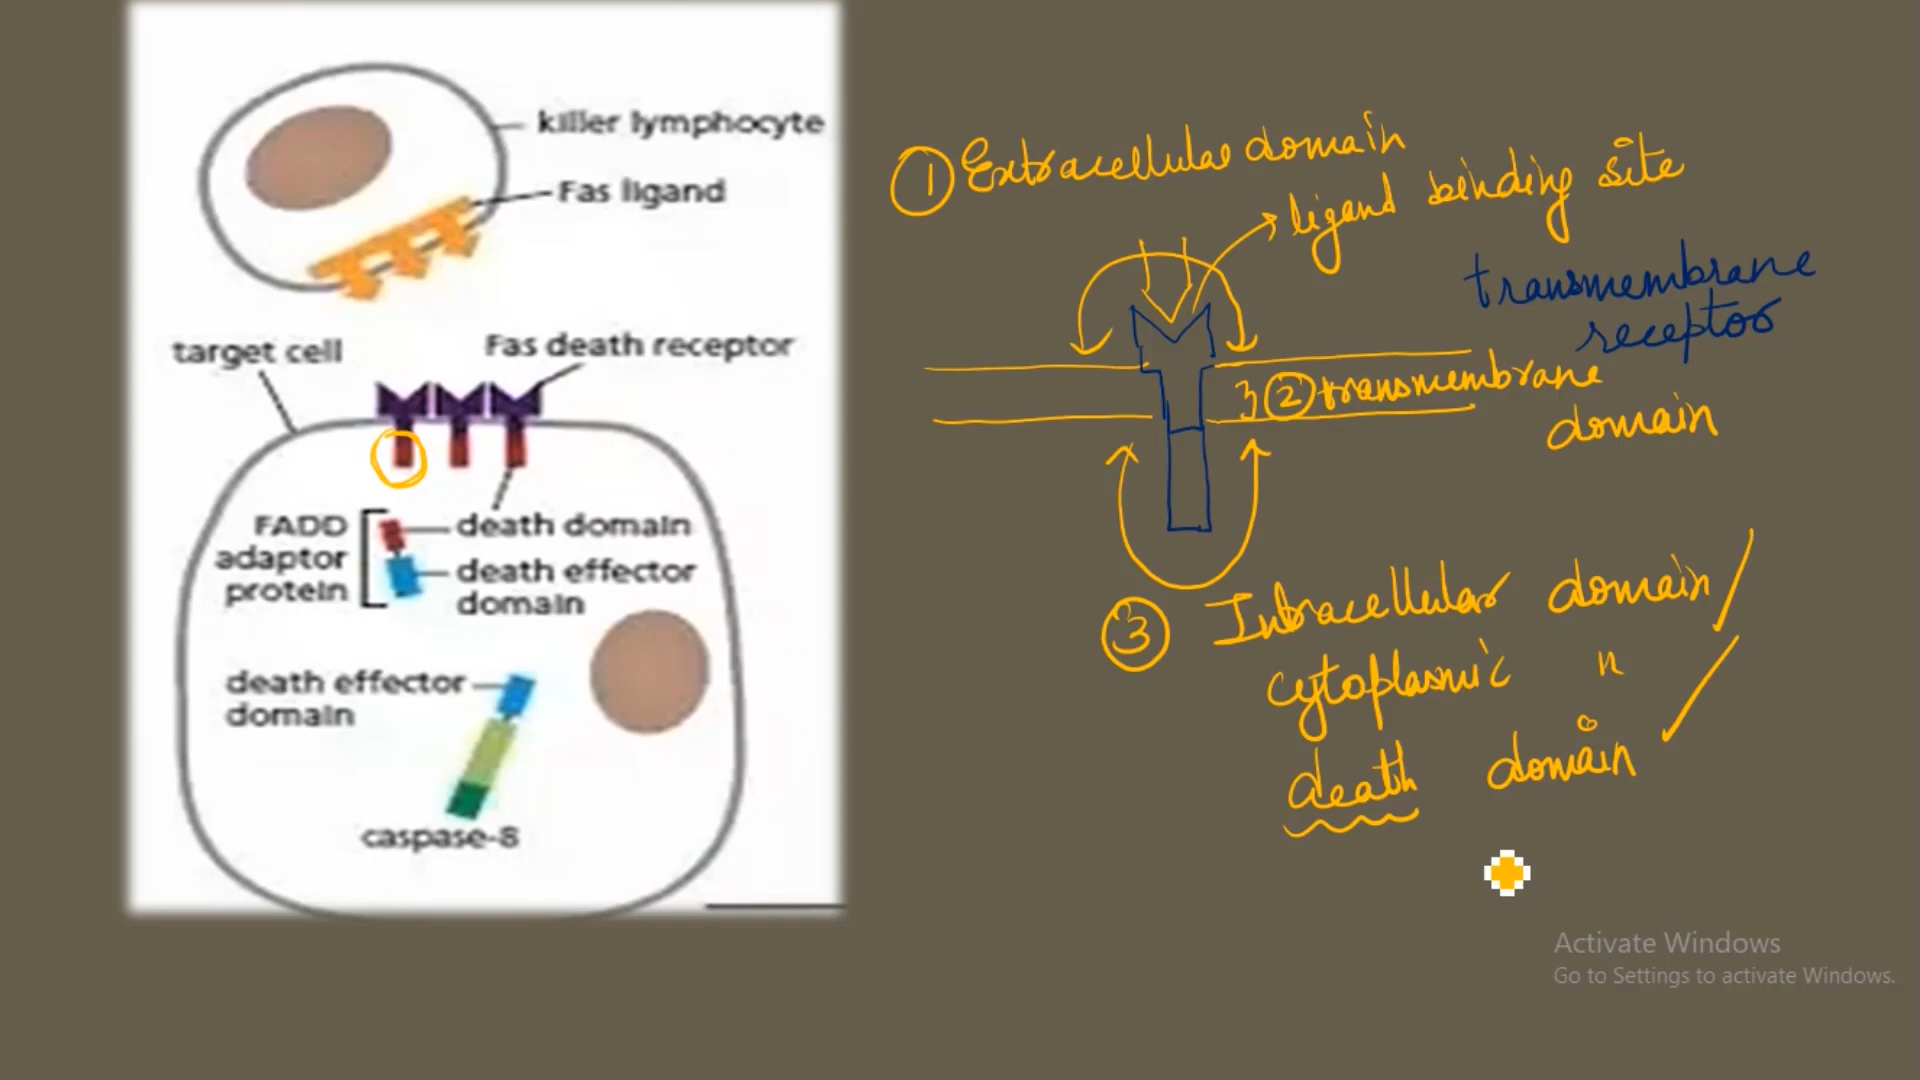 killer lymphocyte
Fas ligand
target cell
Fas death receptor
FADD
adaptor
protein
death domain
death effector
domain
death effector
domain
caspase-8
① Extracellular domain
ligand binding site
transmembrane
receptor
② transmembrane
domain
③ Intracellular domain
cytoplasmic "
death domain
Activate Windows
Go to Settings to activate Windows.